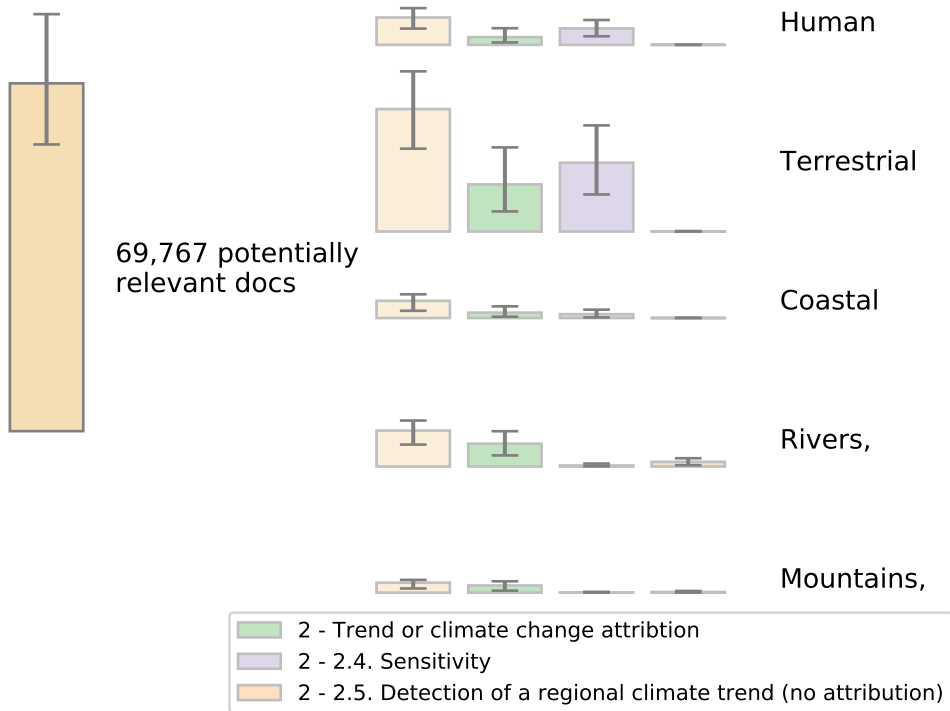 Human
Terrestrial
69,767 potentially
relevant docs
Coastal
Rivers,
Mountains,
2 - Trend or climate change attribtion
2 - 2.4. Sensitivity
2 - 2.5. Detection of a regional climate trend (no attribution)